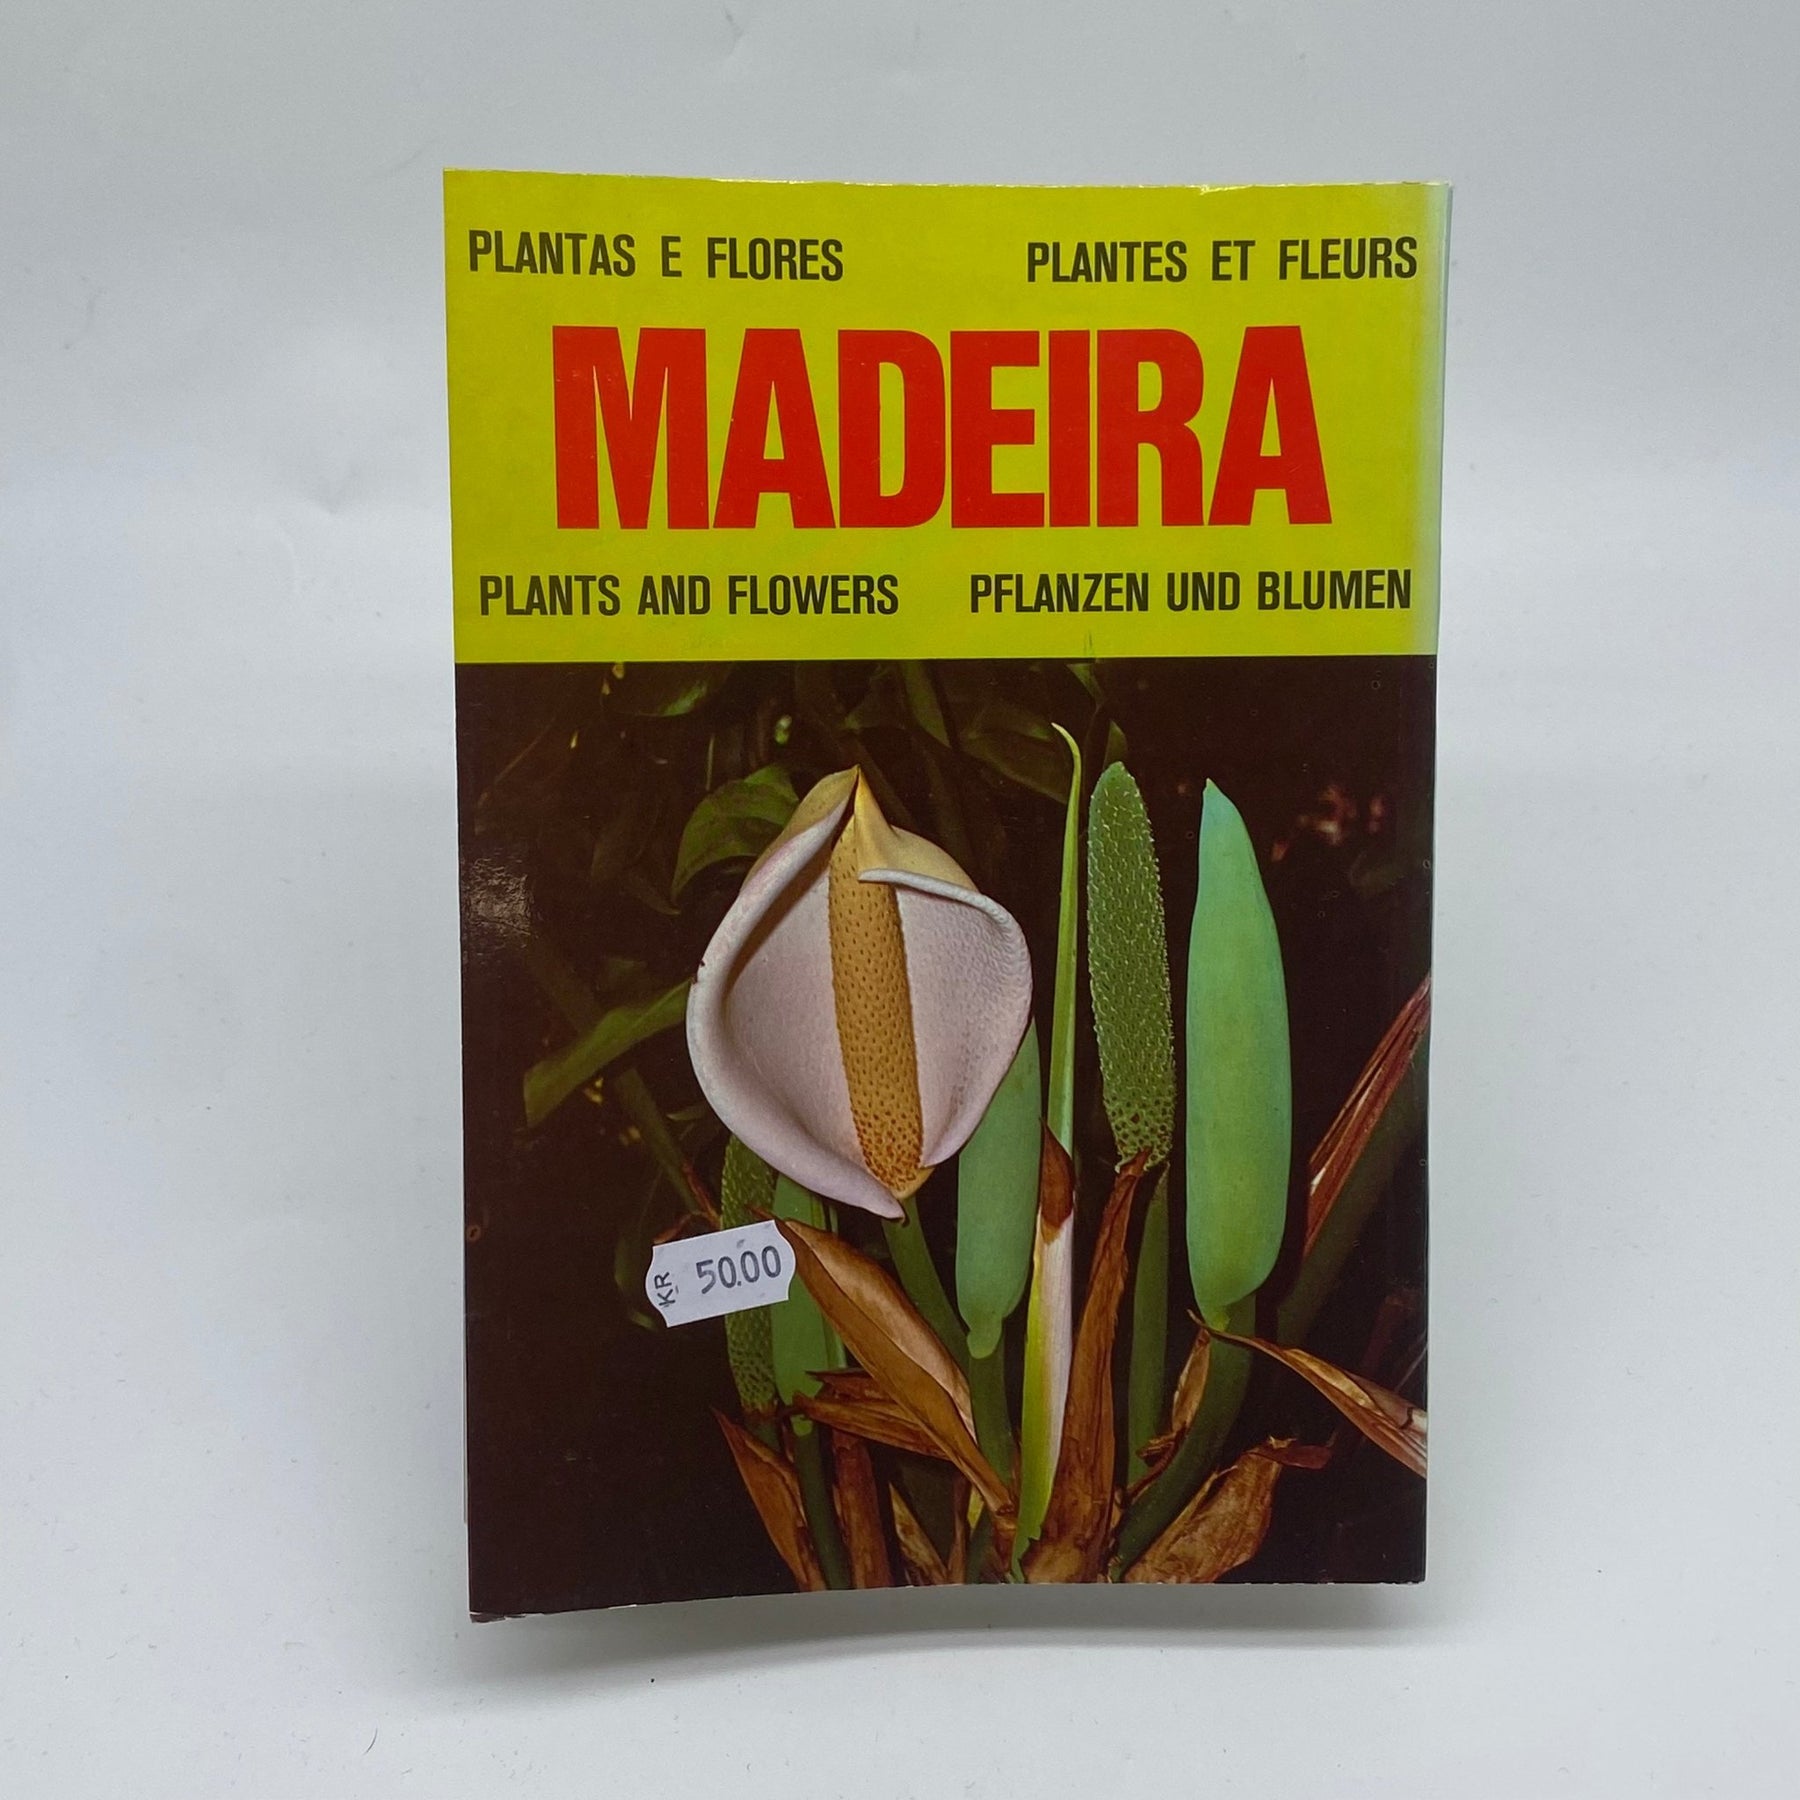 PLANTAS E FLORES
PLANTES ET FLEURS
MADEIRA
PLANTS AND FLOWERS
PFLANZEN UND BLUMEN
KR 50.00